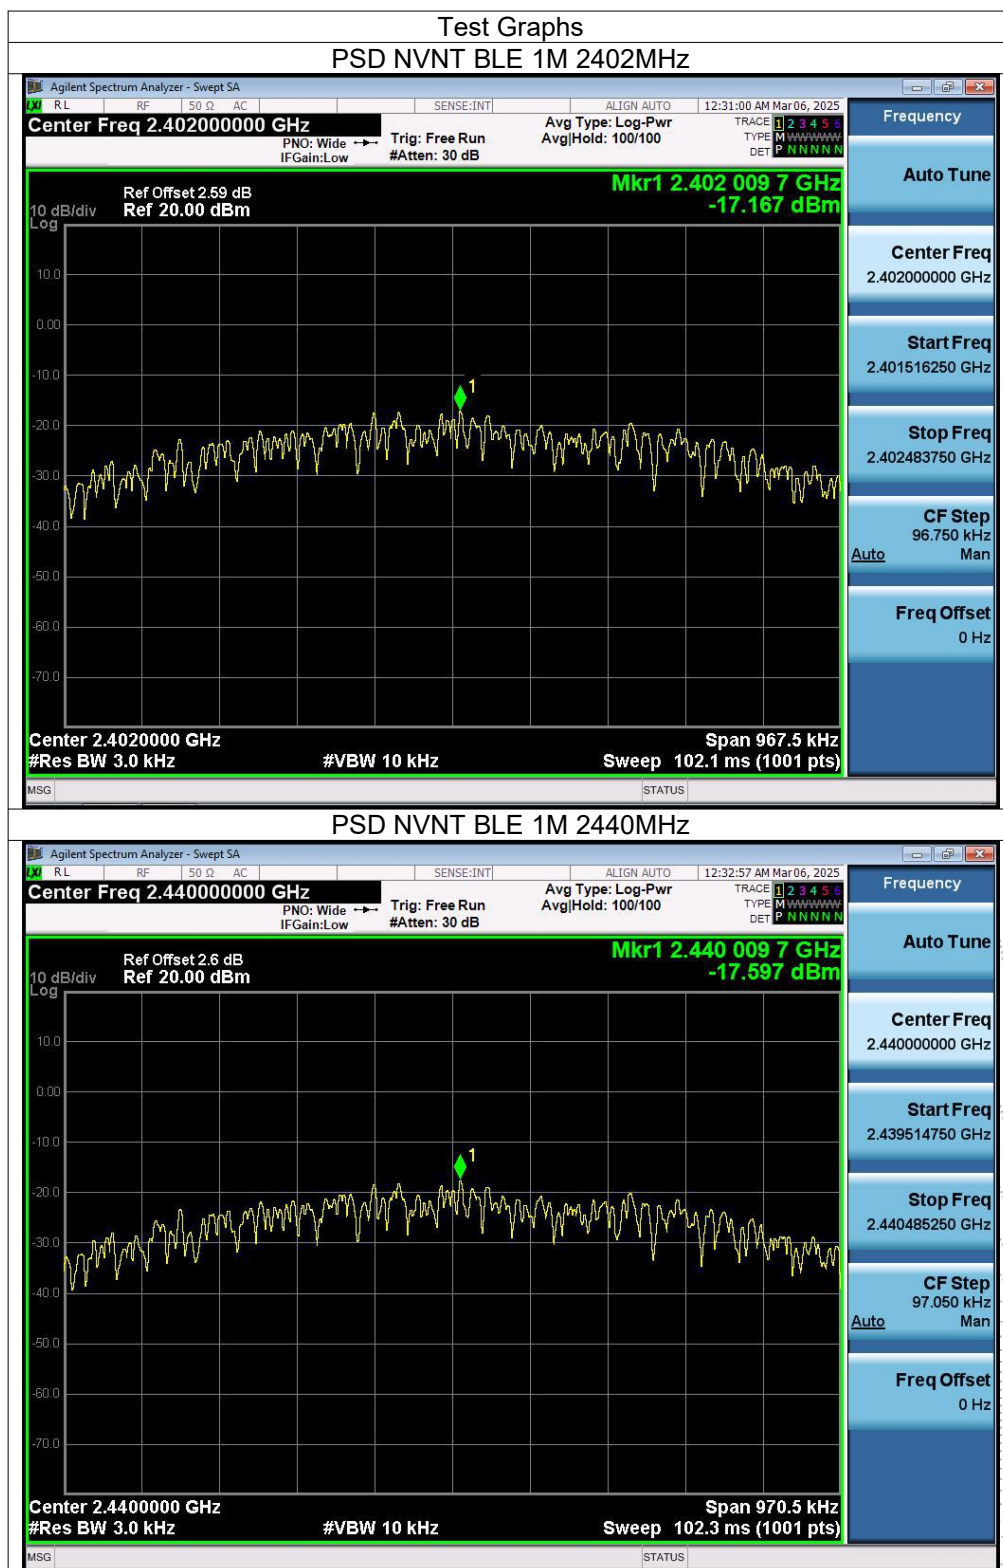 Test Graphs
PSD NVNT BLE 1M 2402MHz
Agilent Spectrum Analyzer - Swept SA
LXI RL RF 50 Ω AC SENSE:INT ALIGN AUTO 12:31:00 AM Mar 06, 2025
Center Freq 2.402000000 GHz
PNO: Wide
IFGain:Low
Trig: Free Run
#Atten: 30 dB
Avg Type: Log-Pwr
Avg|Hold: 100/100
TRACE 1 2 3 4 5 6
TYPE M WWWWW
DET P N N N N N
Frequency
Auto Tune
Center Freq
2.402000000 GHz
Start Freq
2.401516250 GHz
Stop Freq
2.402483750 GHz
CF Step
96.750 kHz
Auto Man
Freq Offset
0 Hz
Mkr1 2.402 009 7 GHz
-17.167 dBm
Ref Offset 2.59 dB
10 dB/div Ref 20.00 dBm
Log
10.0
0.00
-10.0
1
-20.0
-30.0
-40.0
-50.0
-60.0
-70.0
Center 2.4020000 GHz Span 967.5 kHz
#Res BW 3.0 kHz #VBW 10 kHz Sweep 102.1 ms (1001 pts)
MSG STATUS
PSD NVNT BLE 1M 2440MHz
Agilent Spectrum Analyzer - Swept SA
LXI RL RF 50 Ω AC SENSE:INT ALIGN AUTO 12:32:57 AM Mar 06, 2025
Center Freq 2.440000000 GHz
PNO: Wide
IFGain:Low
Trig: Free Run
#Atten: 30 dB
Avg Type: Log-Pwr
Avg|Hold: 100/100
TRACE 1 2 3 4 5 6
TYPE M WWWWW
DET P N N N N N
Frequency
Auto Tune
Center Freq
2.440000000 GHz
Start Freq
2.439514750 GHz
Stop Freq
2.440485250 GHz
CF Step
97.050 kHz
Auto Man
Freq Offset
0 Hz
Mkr1 2.440 009 7 GHz
-17.597 dBm
Ref Offset 2.6 dB
10 dB/div Ref 20.00 dBm
Log
10.0
0.00
-10.0
1
-20.0
-30.0
-40.0
-50.0
-60.0
-70.0
Center 2.4400000 GHz Span 970.5 kHz
#Res BW 3.0 kHz #VBW 10 kHz Sweep 102.3 ms (1001 pts)
MSG STATUS